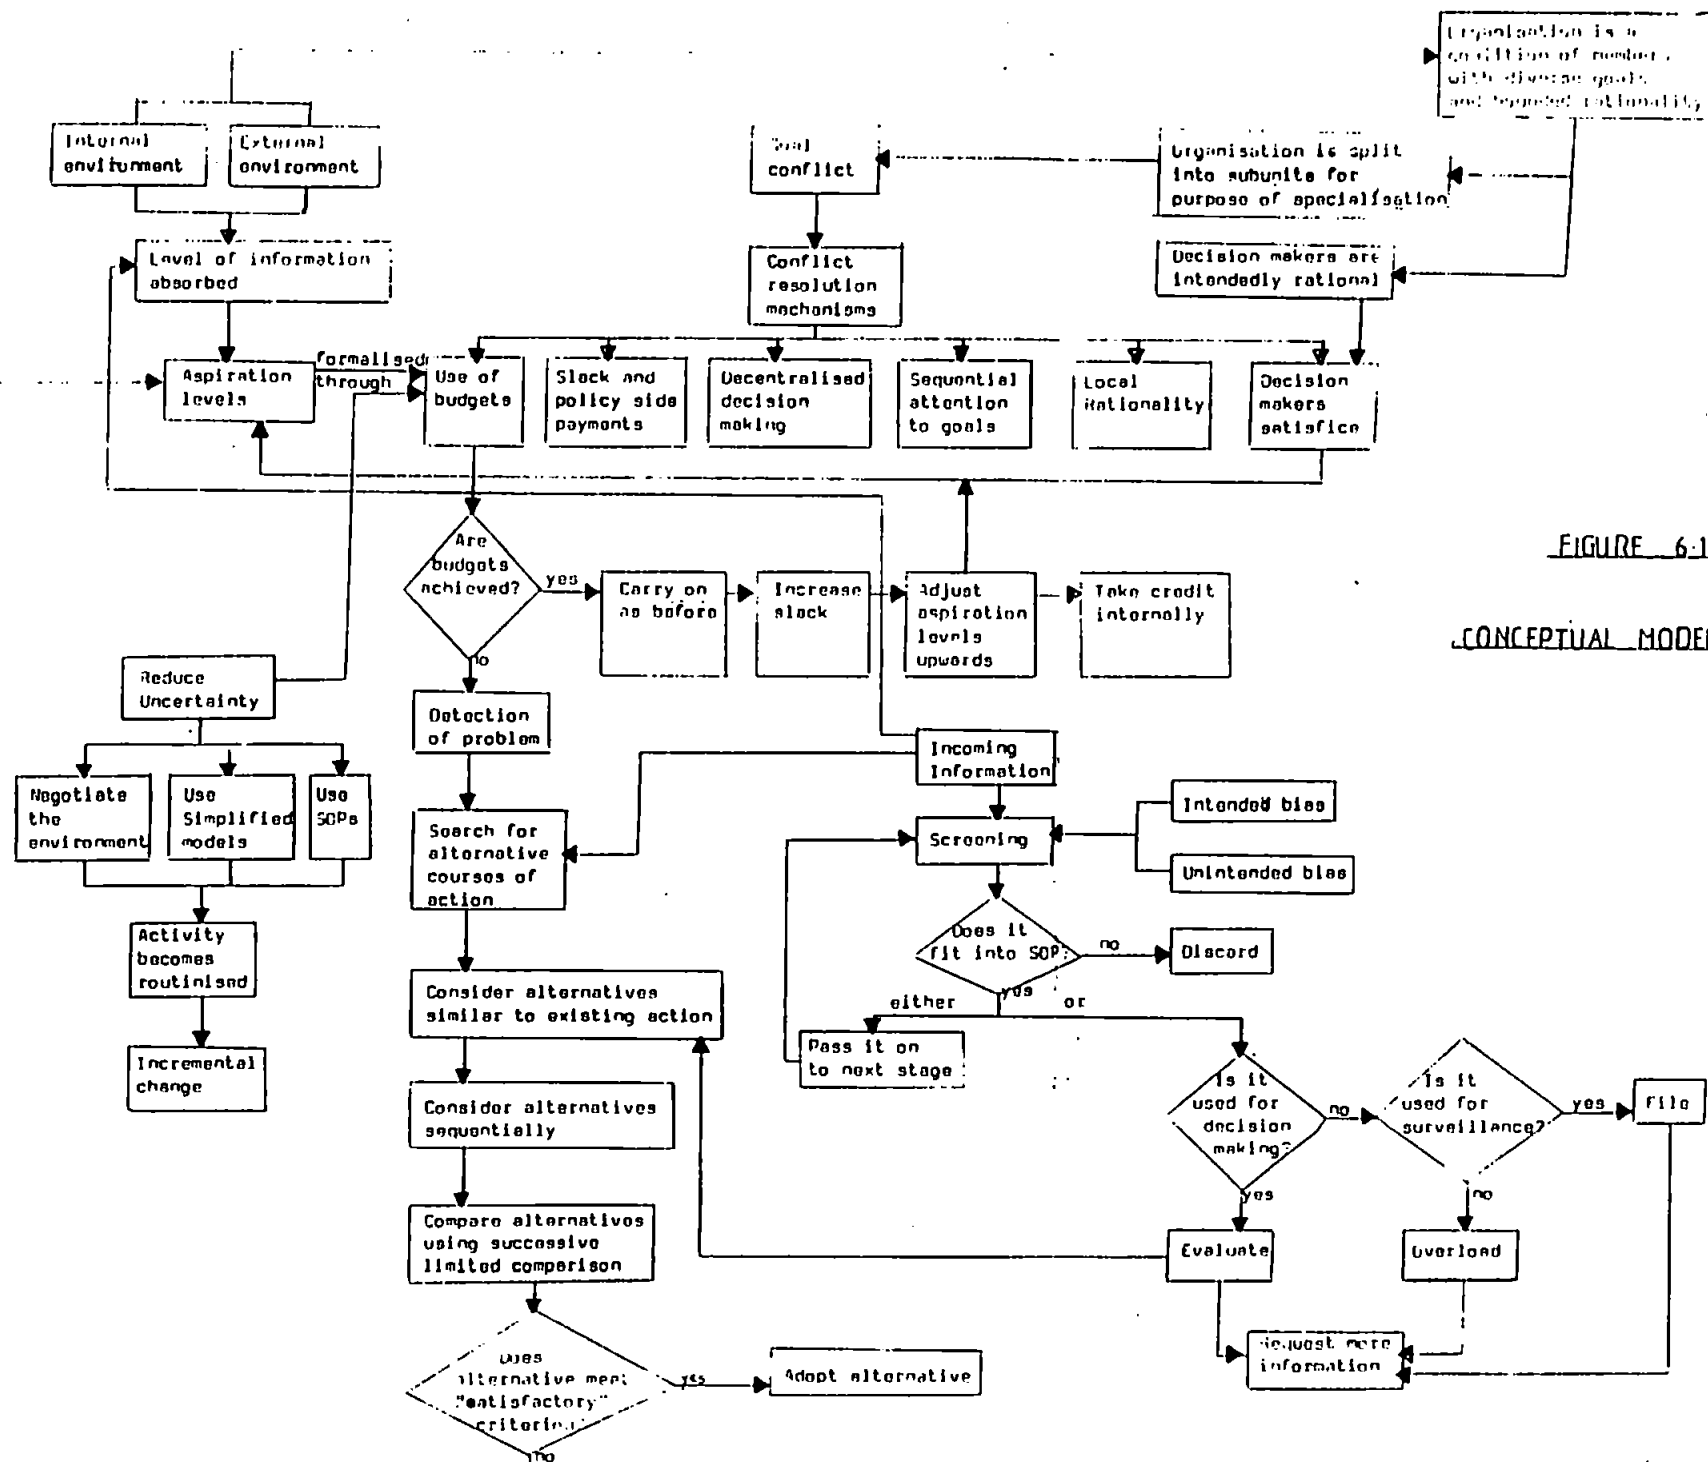 Organisation is a
coalition of members
with diverse goals
and bounded rationality
Internal
environment
External
environment
Goal
conflict
Organisation is split
into subunits for
purpose of specialisation
Level of information
absorbed
Conflict
resolution
mechanisms
Decision makers are
intendedly rational
Aspiration
levels
formalised
through
Use of
budgets
Slack and
policy side
payments
Decentralised
decision
making
Sequential
attention
to goals
Local
Rationality
Decision
makers
satisfice
FIGURE 6.1
CONCEPTUAL MODEL
Are
budgets
achieved?
yes
Carry on
as before
Increase
slack
Adjust
aspiration
levels
upwards
Take credit
internally
no
Reduce
Uncertainty
Detection
of problem
Incoming
Information
Negotiate
the
environment
Use
Simplified
models
Use
SOPs
Intended bias
Search for
alternative
courses of
action
Screening
Unintended bias
Activity
becomes
routinised
Does it
fit into SOP?
no
Discard
yes
either
or
Consider alternatives
similar to existing action
Pass it on
to next stage
Incremental
change
Is it
used for
decision
making?
no
Is it
used for
surveillance?
yes
File
Consider alternatives
sequentially
yes
no
Compare alternatives
using successive
limited comparison
Evaluate
Overload
Request more
information
Does
alternative meet
"satisfactory"
criteria
yes
Adopt alternative
no